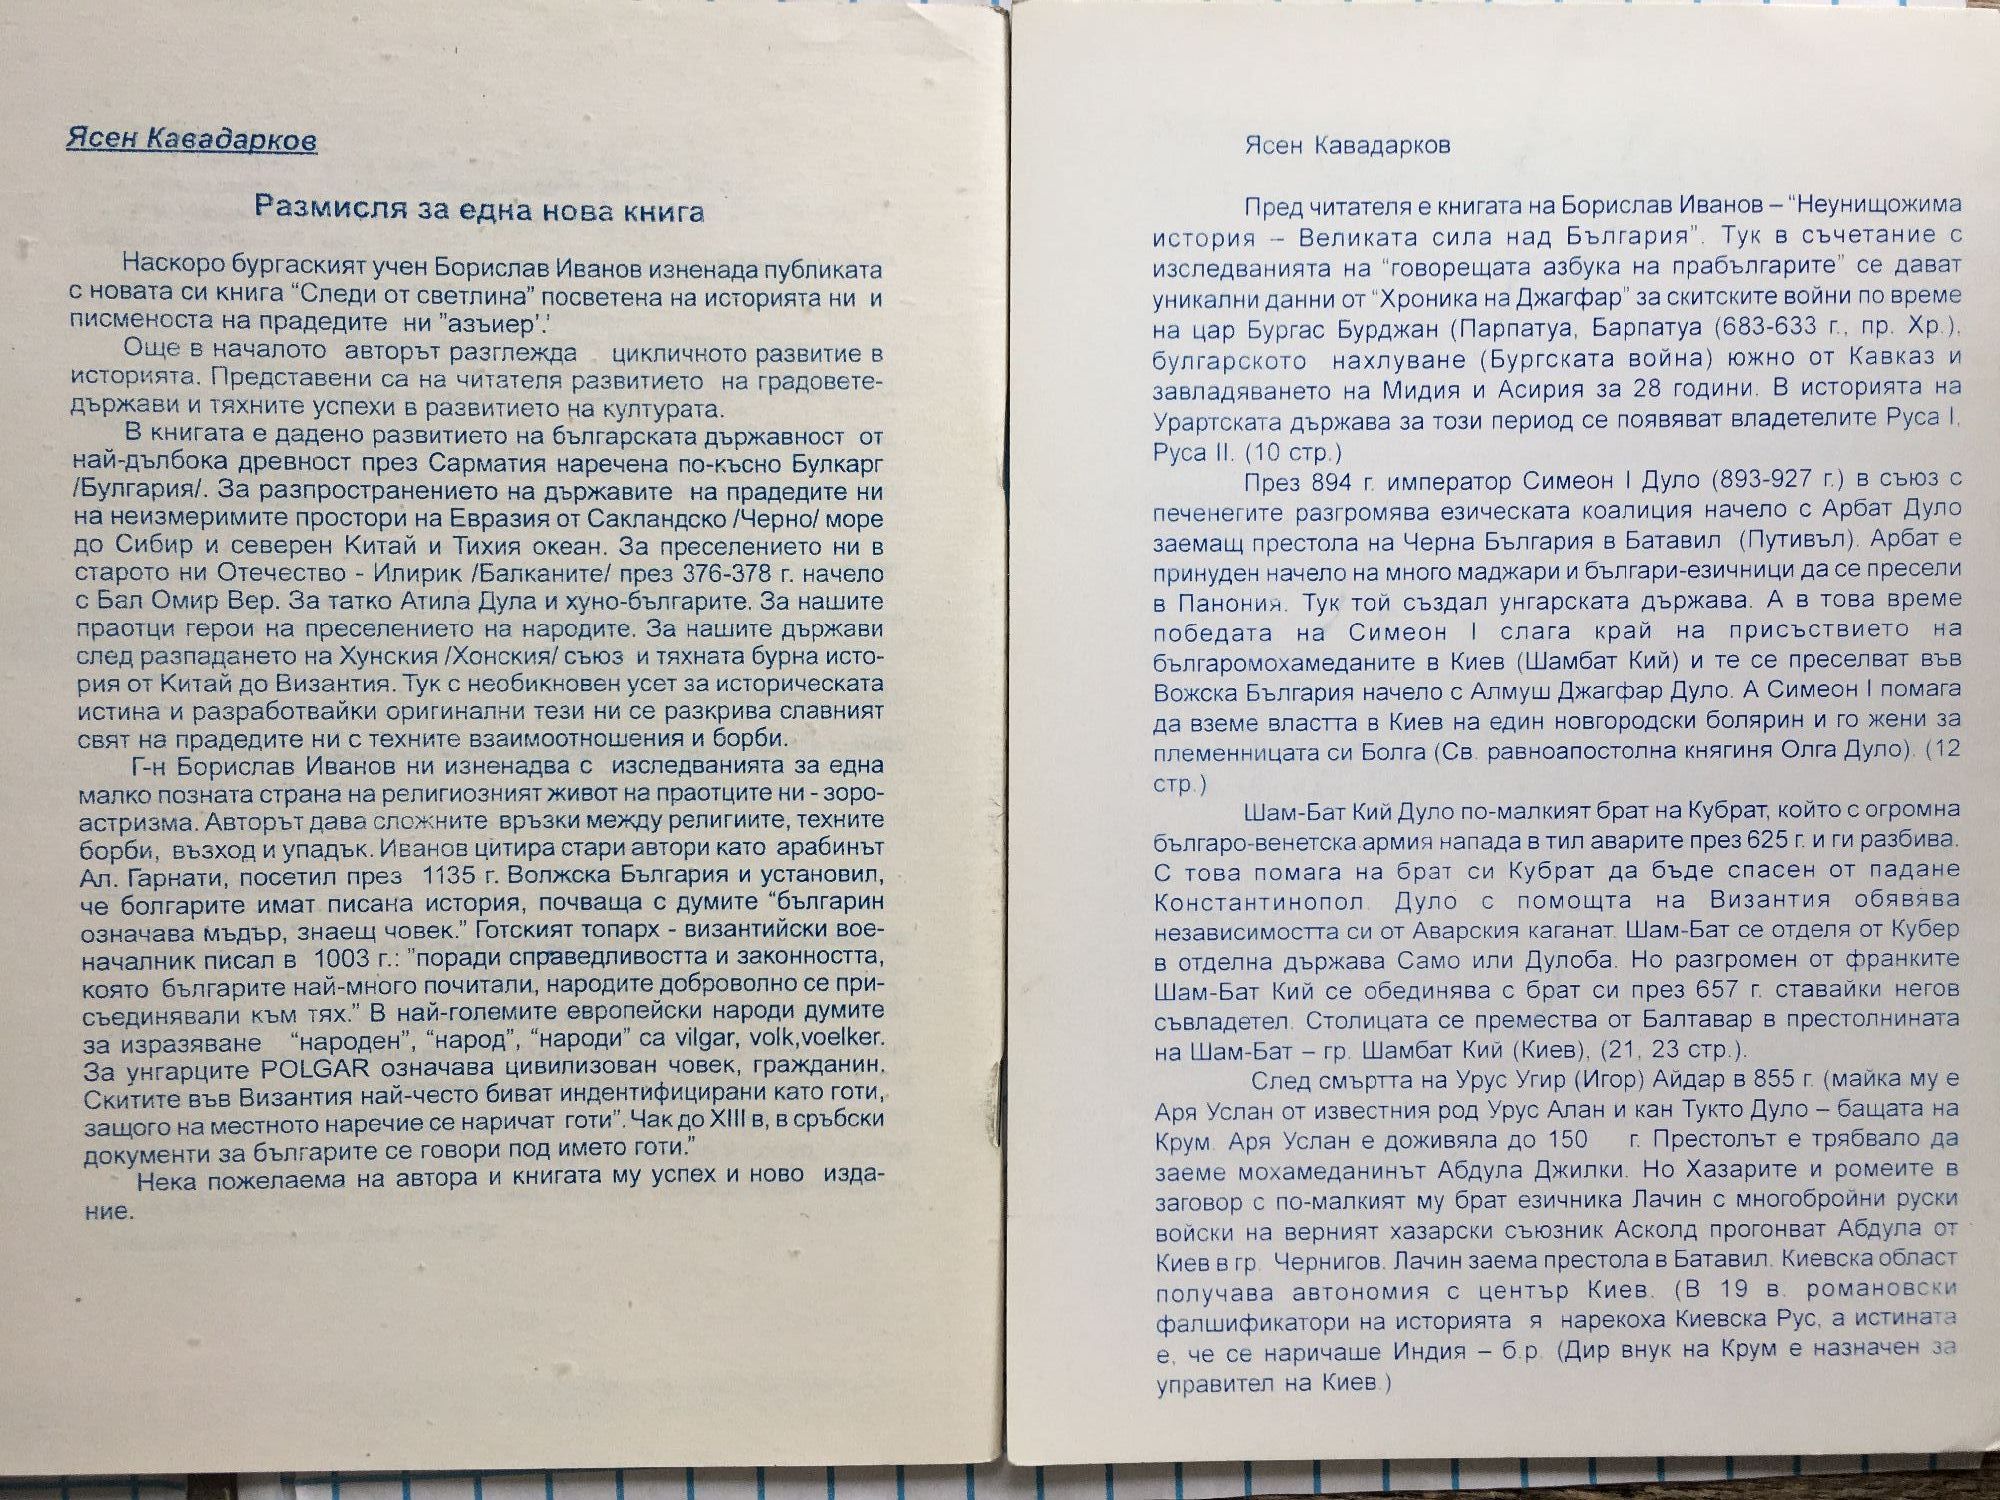 Ясен Кавадарков
Размисля за една нова книга
Наскоро бургаският учен Борислав Иванов изненада публиката
с новата си книга "Следи от светлина" посветена на историята ни и
писменоста на прадедите ни "азъиер'.'
Още в началото авторът разглежда цикличното развитие в
историята. Представени са на читателя развитието на градовете-
държави и тяхните успехи в развитието на културата.
В книгата е дадено развитието на българската държавност от
най-дълбока древност през Сарматия наречена по-късно Булкарг
/Булгария/. За разпространението на държавите на прадедите ни
на неизмеримите простори на Евразия от Сакландско /Черно/ море
до Сибир и северен Китай и Тихия океан. За преселението ни в
старото ни Отечество - Илирик /Балканите/ през 376-378 г. начело
с Бал Омир Вер. За татко Атила Дула и хуно-българите. За нашите
праотци герои на преселението на народите. За нашите държави
след разпадането на Хунския /Хонския/ съюз и тяхната бурна исто-
рия от Китай до Византия. Тук с необикновен усет за историческата
истина и разработвайки оригинални тези ни се разкрива славният
свят на прадедите ни с техните взаимоотношения и борби.
Г-н Борислав Иванов ни изненадва с изследванията за една
малко позната страна на религиозният живот на праотците ни - зоро-
астризма. Авторът дава сложните връзки между религиите, техните
борби, възход и упадък. Иванов цитира стари автори като арабинът
Ал. Гарнати, посетил през 1135 г. Волжска България и установил,
че болгарите имат писана история, почваща с думите "българин
означава мъдър, знаещ човек." Готският топарх - византийски вое-
началник писал в 1003 г.: "поради справедливостта и законността,
която българите най-много почитали, народите доброволно се при-
съединявали към тях." В най-големите европейски народи думите
за изразяване "народен", "народ", "народи" са vilgar, volk,voelker.
За унгарците POLGAR означава цивилизован човек, гражданин.
Скитите във Византия най-често биват индентифицирани като готи,
защого на местното наречие се наричат готи". Чак до XIII в, в сръбски
документи за българите се говори под името готи."
Нека пожелаема на автора и книгата му успех и ново изда-
ние.
Ясен Кавадарков
Пред читателя е книгата на Борислав Иванов – "Неунищожима
история – Великата сила над България". Тук в съчетание с
изследванията на "говорещата азбука на прабългарите" се дават
уникални данни от "Хроника на Джагфар" за скитските войни по време
на цар Бургас Бурджан (Парпатуа, Барпатуа (683-633 г., пр. Хр.),
булгарското нахлуване (Бургската война) южно от Кавказ и
завладяването на Мидия и Асирия за 28 години. В историята на
Урартската държава за този период се появяват владетелите Руса I,
Руса II. (10 стр.)
През 894 г. император Симеон I Дуло (893-927 г.) в съюз с
печенегите разгромява езическата коалиция начело с Арбат Дуло
заемащ престола на Черна България в Батавил (Путивъл). Арбат е
принуден начело на много маджари и българи-езичници да се пресели
в Панония. Тук той създал унгарската държава. А в това време
победата на Симеон I слага край на присъствието на
българомохамеданите в Киев (Шамбат Кий) и те се преселват във
Вожска България начело с Алмуш Джагфар Дуло. А Симеон I помага
да вземе властта в Киев на един новгородски болярин и го жени за
племенницата си Болга (Св. равноапостолна княгиня Олга Дуло). (12
стр.)
Шам-Бат Кий Дуло по-малкият брат на Кубрат, който с огромна
българо-венетска армия напада в тил аварите през 625 г. и ги разбива.
С това помага на брат си Кубрат да бъде спасен от падане
Константинопол. Дуло с помощта на Византия обявява
независимостта си от Аварския каганат. Шам-Бат се отделя от Кубер
в отделна държава Само или Дулоба. Но разгромен от франките
Шам-Бат Кий се обединява с брат си през 657 г. ставайки негов
съвладетел. Столицата се премества от Балтавар в престолнината
на Шам-Бат – гр. Шамбат Кий (Киев), (21, 23 стр.).
След смъртта на Урус Угир (Игор) Айдар в 855 г. (майка му е
Аря Услан от известния род Урус Алан и кан Тукто Дуло – бащата на
Крум. Аря Услан е доживяла до 150 г. Престолът е трябвало да
заеме мохамеданинът Абдула Джилки. Но Хазарите и ромеите в
заговор с по-малкият му брат езичника Лачин с многобройни руски
войски на верният хазарски съюзник Асколд прогонват Абдула от
Киев в гр. Чернигов. Лачин заема престола в Батавил. Киевска област
получава автономия с център Киев. (В 19 в. романовски
фалшификатори на историята я нарекоха Киевска Рус, а истината
е, че се наричаше Индия – б.р. (Дир внук на Крум е назначен за
управител на Киев.)